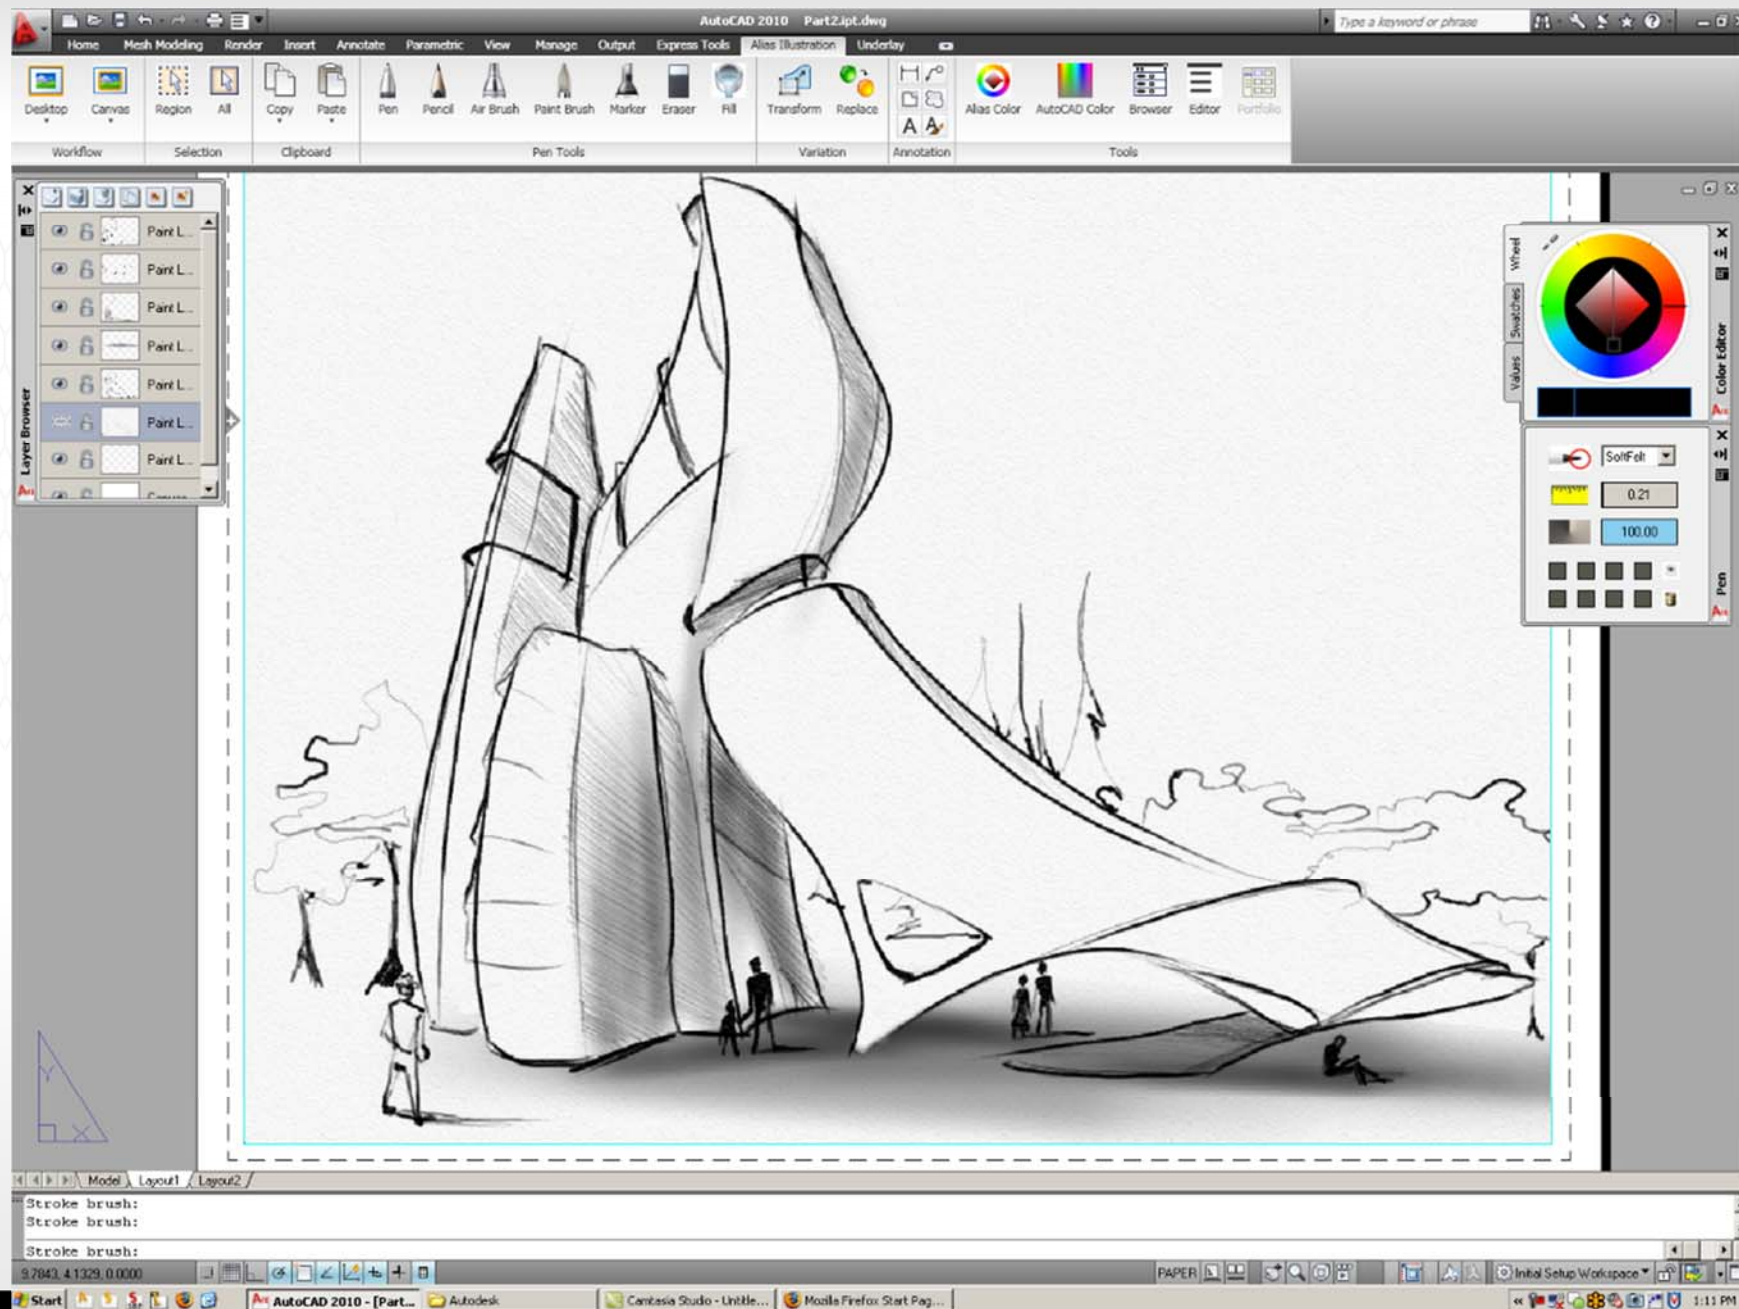 AutoCAD 2010 Part2.ipt.dwg
Type a keyword or phrase
Home Mesh Modeling Render Insert Annotate Parametric View Manage Output Express Tools Alias Illustration Underlay
Desktop Canvas Region All Copy Paste Pen Pencil Air Brush Paint Brush Marker Eraser Fill Transform Replace Alias Color AutoCAD Color Browser Editor Portfolio
A A
Workflow Selection Clipboard Pen Tools Variation Annotation Tools
Layer Browser
Paint L...
Paint L...
Paint L...
Paint L...
Paint L...
Paint L...
Paint L...
Canvas
Wheel
Swatches
Values
Color Editor
SoftFelt
0.21
100.00
Pen
Y
X
Model Layout1 Layout2
Stroke brush:
Stroke brush:
Stroke brush:
9.7843, 4.1329, 0.0000 PAPER Initial Setup Workspace
Start AutoCAD 2010 - [Part... Autodesk Camtasia Studio - Untitle... Mozilla Firefox Start Pag... 1:11 PM